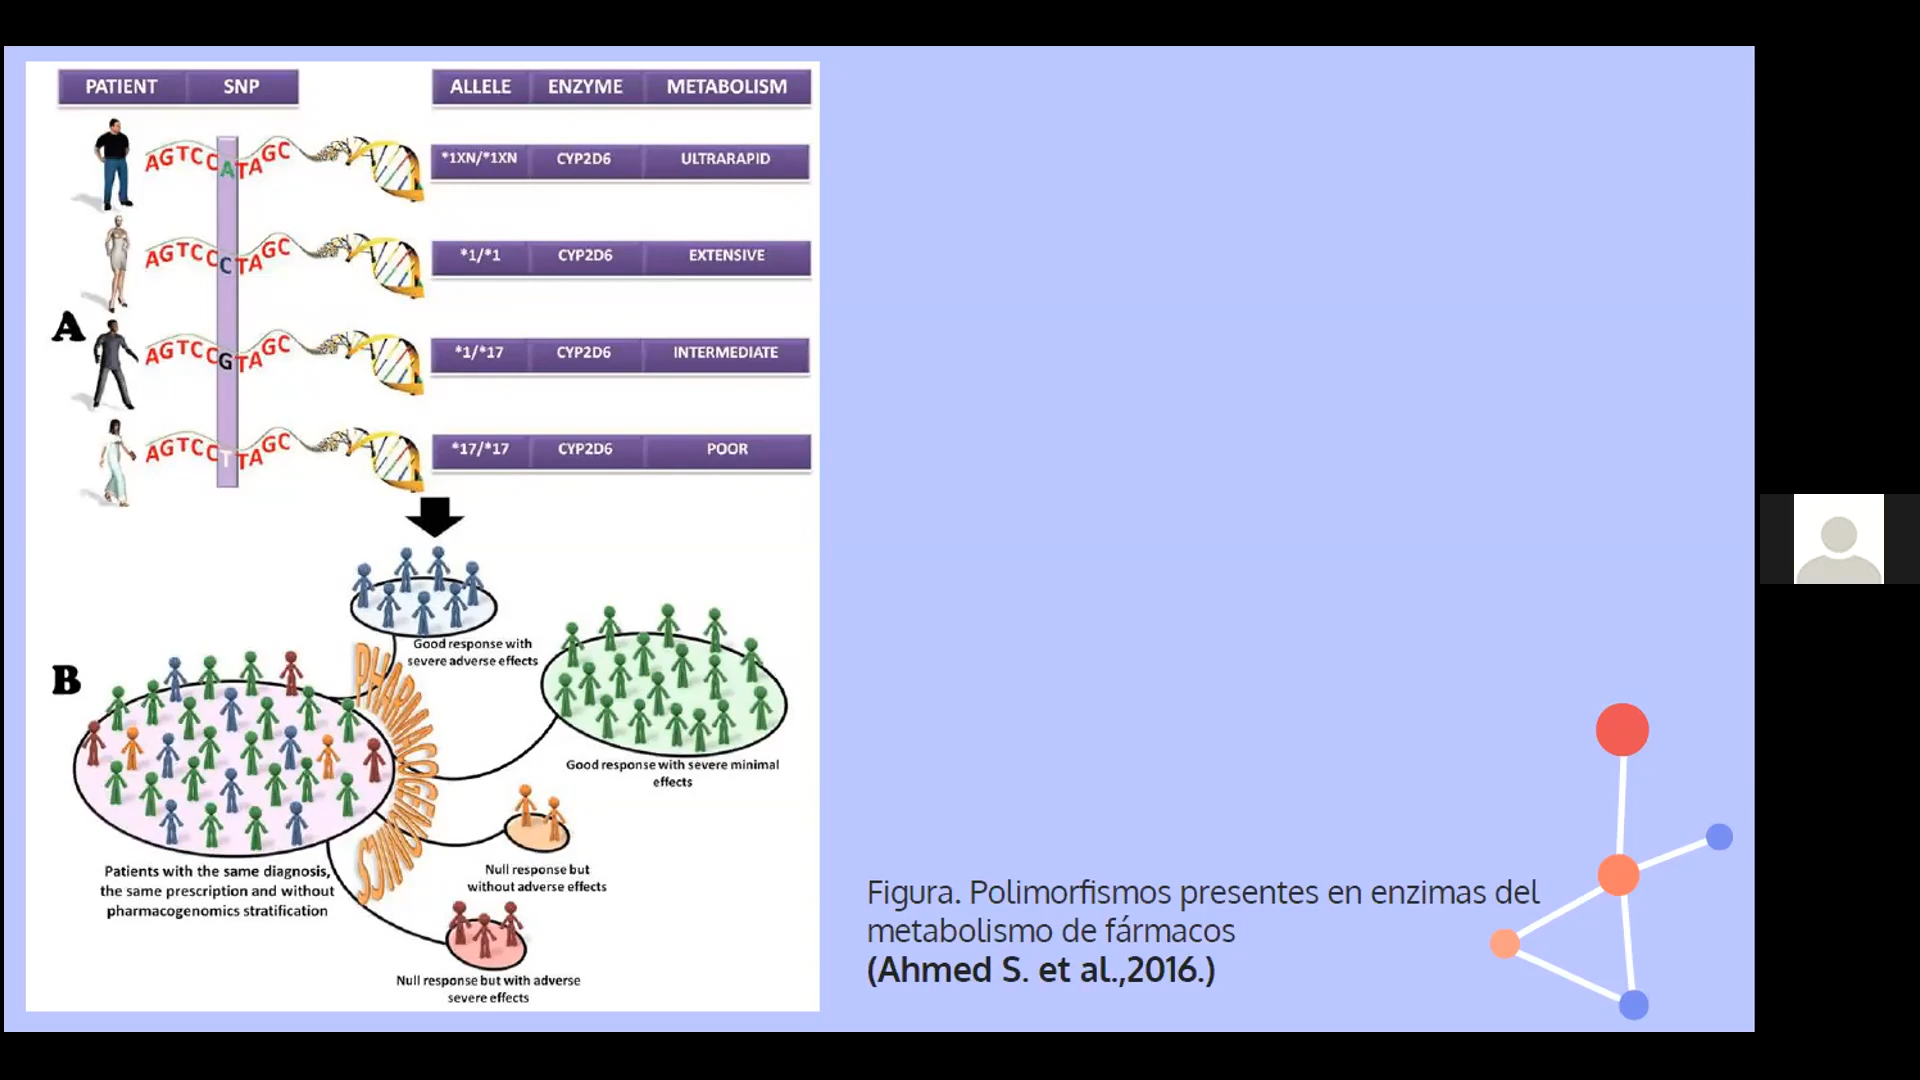 PATIENT SNP ALLELE ENZYME METABOLISM
AGTCCATAGC *1XN/*1XN CYP2D6 ULTRARAPID
AGTCCCTAGC *1/*1 CYP2D6 EXTENSIVE
A
AGTCCGTAGC *1/*17 CYP2D6 INTERMEDIATE
AGTCCTTAGC *17/*17 CYP2D6 POOR
B
Good response with
severe adverse effects
PHARMACOGENOMICS
Good response with severe minimal
effects
Patients with the same diagnosis,
the same prescription and without
pharmacogenomics stratification
Null response but
without adverse effects
Null response but with adverse
severe effects
Figura. Polimorfismos presentes en enzimas del
metabolismo de fármacos
(Ahmed S. et al.,2016.)